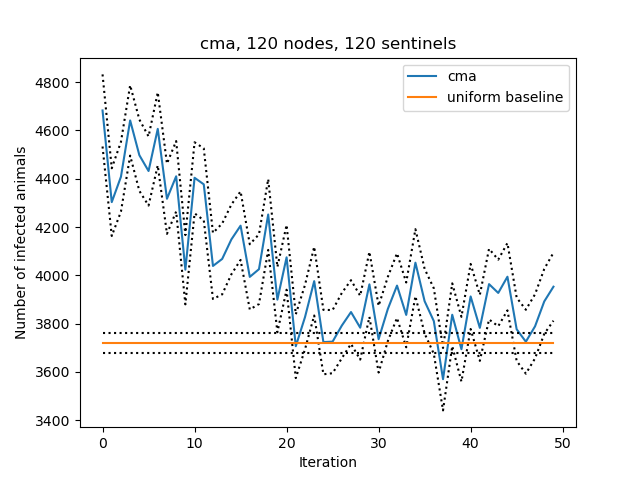 cma, 120 nodes, 120 sentinels
cma
uniform baseline
Number of infected animals
4800
4600
4400
4200
4000
3800
3600
3400
0 10 20 30 40 50
Iteration